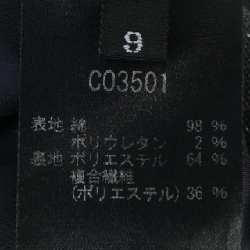 9
C03501
表地 綿 98 %
ポリウレタン 2 %
裏地 ポリエステル 64 %
複合繊維
(ポリエステル) 36 %